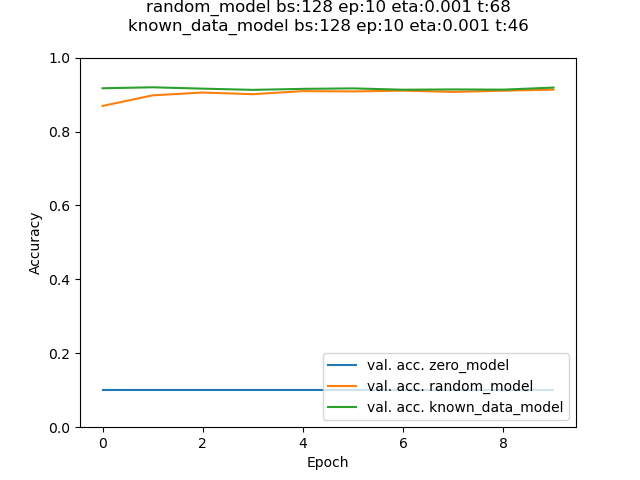 random_model bs:128 ep:10 eta:0.001 t:68
known_data_model bs:128 ep:10 eta:0.001 t:46
1.0
0.8
0.6
0.4
0.2
0.0
Accuracy
val. acc. zero_model
val. acc. random_model
val. acc. known_data_model
0 2 4 6 8
Epoch